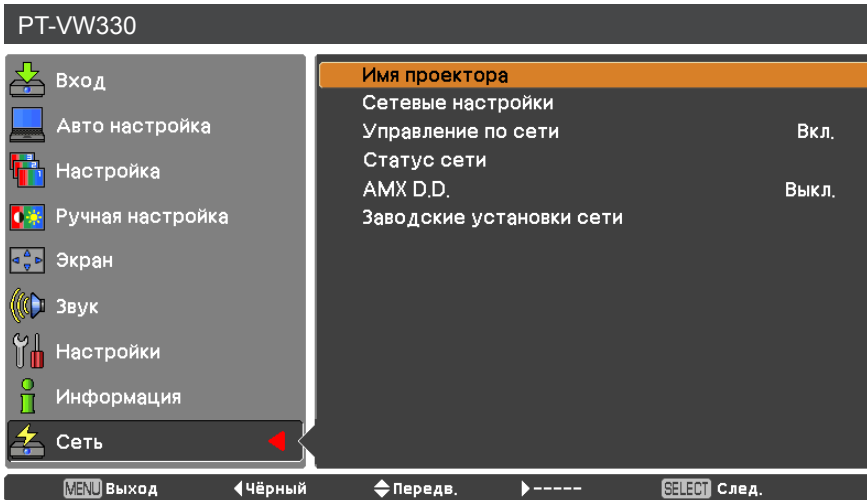 PT-VW330
Вход
Авто настройка
Настройка
Ручная настройка
Экран
Звук
Настройки
Информация
Сеть
Имя проектора
Сетевые настройки
Управление по сети Вкл.
Статус сети
AMX D.D. Выкл.
Заводские установки сети
MENU Выход Чёрный Передв. ----- SELECT След.